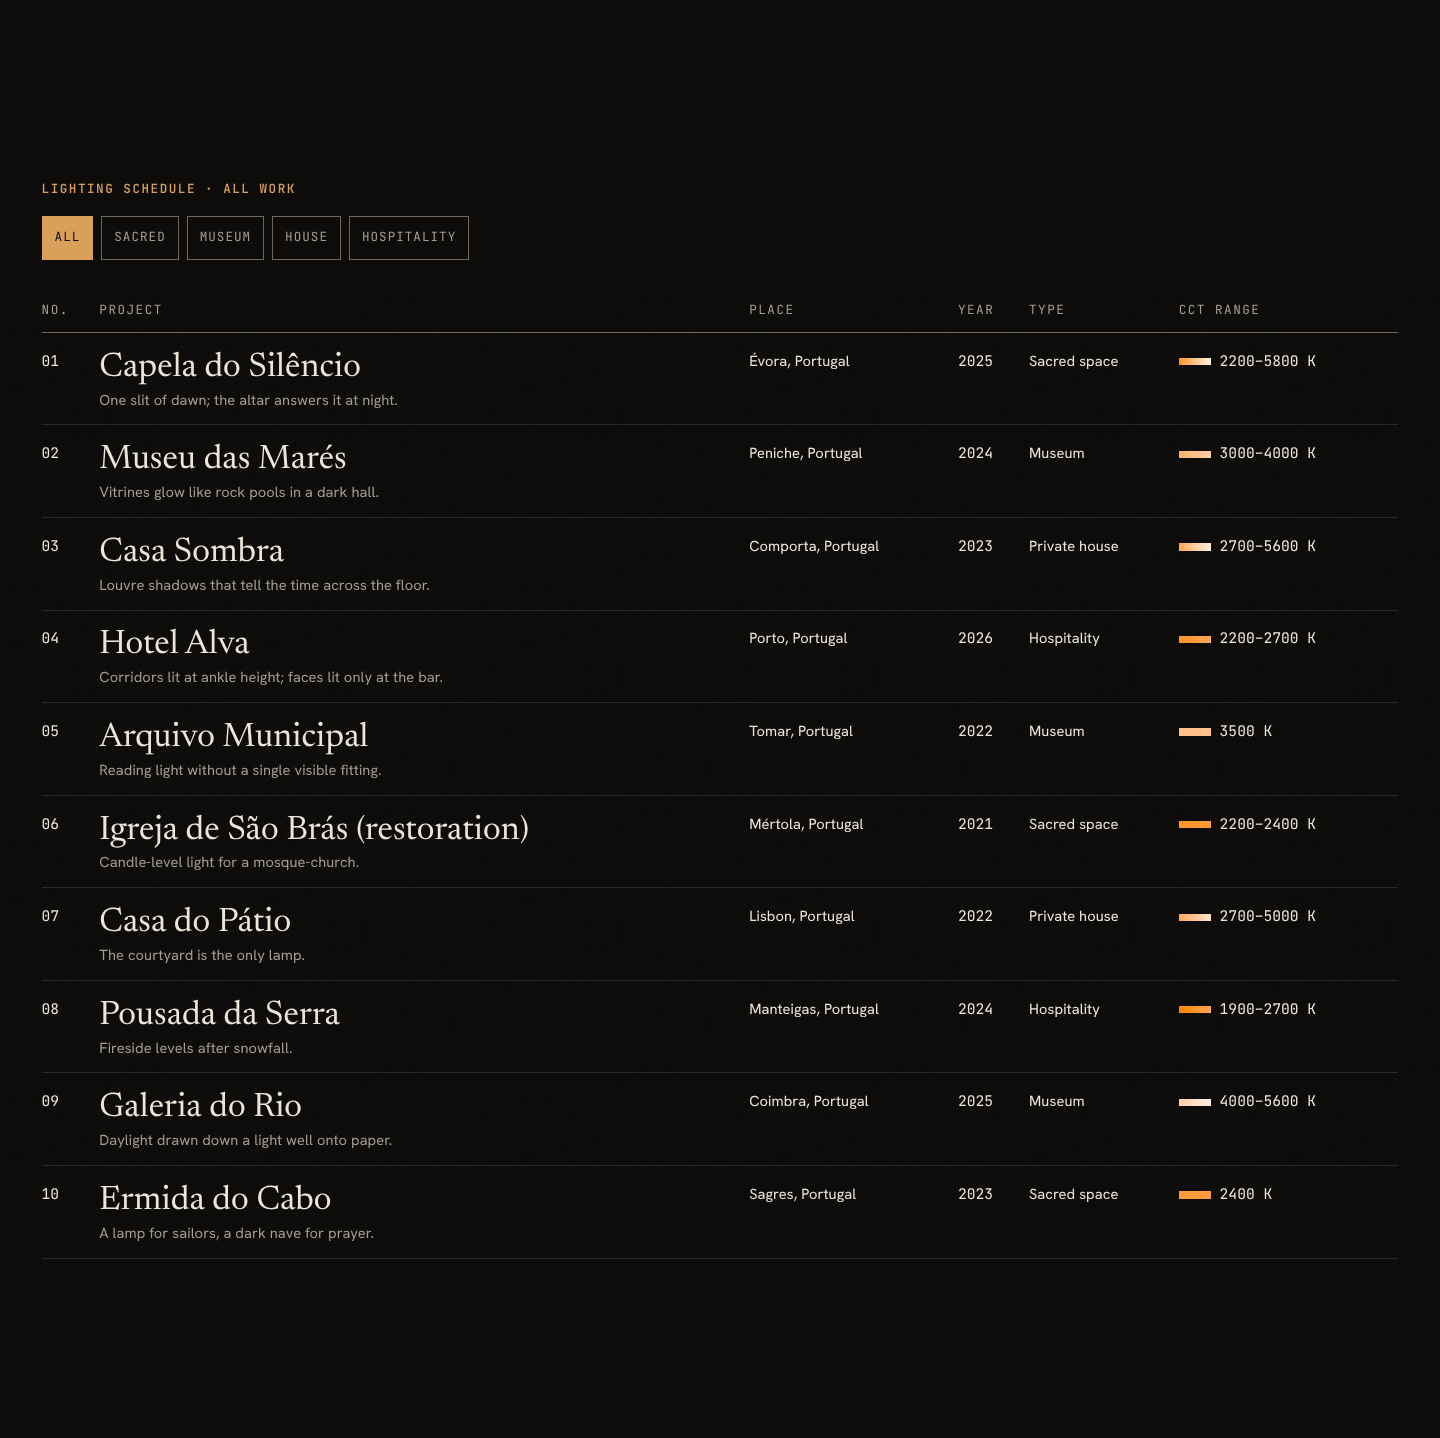 LIGHTING SCHEDULE · ALL WORK
ALL SACRED MUSEUM HOUSE HOSPITALITY
NO. PROJECT PLACE YEAR TYPE CCT RANGE
01 Capela do Silêncio Évora, Portugal 2025 Sacred space 2200–5800 K
One slit of dawn; the altar answers it at night.
02 Museu das Marés Peniche, Portugal 2024 Museum 3000–4000 K
Vitrines glow like rock pools in a dark hall.
03 Casa Sombra Comporta, Portugal 2023 Private house 2700–5600 K
Louvre shadows that tell the time across the floor.
04 Hotel Alva Porto, Portugal 2026 Hospitality 2200–2700 K
Corridors lit at ankle height; faces lit only at the bar.
05 Arquivo Municipal Tomar, Portugal 2022 Museum 3500 K
Reading light without a single visible fitting.
06 Igreja de São Brás (restoration) Mértola, Portugal 2021 Sacred space 2200–2400 K
Candle-level light for a mosque-church.
07 Casa do Pátio Lisbon, Portugal 2022 Private house 2700–5000 K
The courtyard is the only lamp.
08 Pousada da Serra Manteigas, Portugal 2024 Hospitality 1900–2700 K
Fireside levels after snowfall.
09 Galeria do Rio Coimbra, Portugal 2025 Museum 4000–5600 K
Daylight drawn down a light well onto paper.
10 Ermida do Cabo Sagres, Portugal 2023 Sacred space 2400 K
A lamp for sailors, a dark nave for prayer.